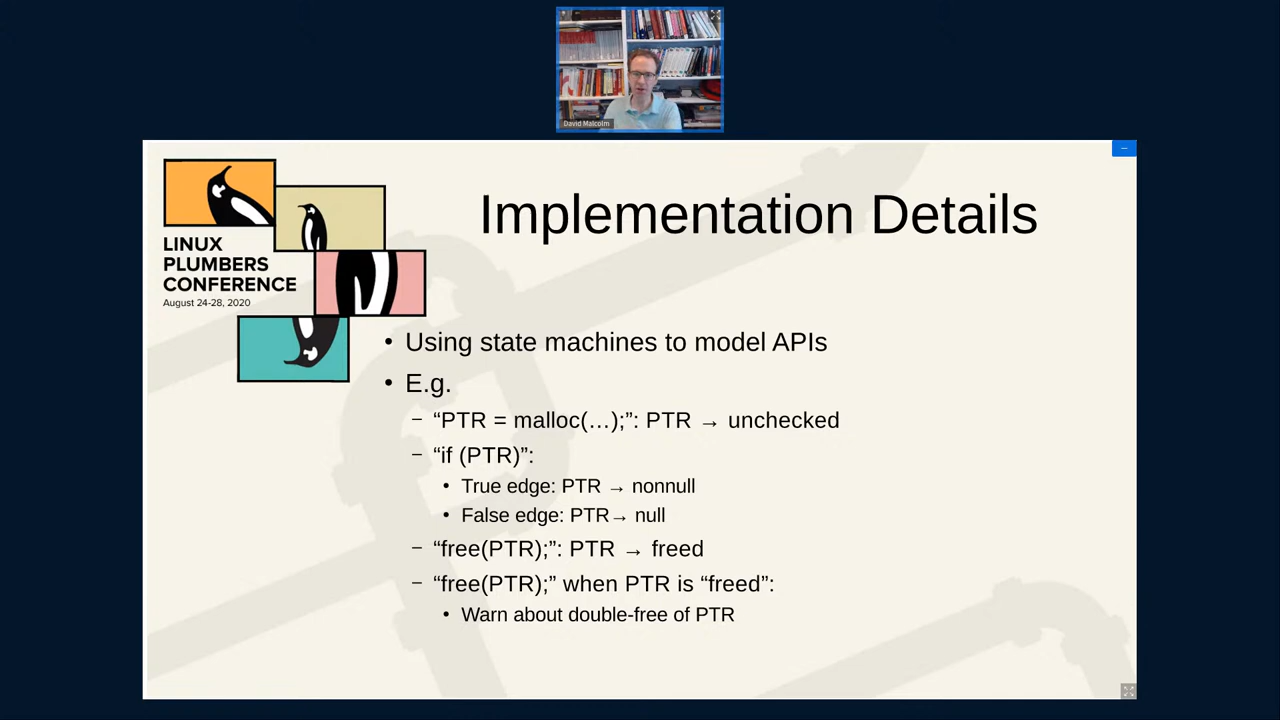 David Malcolm
LINUX
PLUMBERS
CONFERENCE
August 24-28, 2020
Implementation Details
• Using state machines to model APIs
• E.g.
– “PTR = malloc(…);”: PTR → unchecked
– “if (PTR)”:
• True edge: PTR → nonnull
• False edge: PTR→ null
– “free(PTR);”: PTR → freed
– “free(PTR);” when PTR is “freed”:
• Warn about double-free of PTR